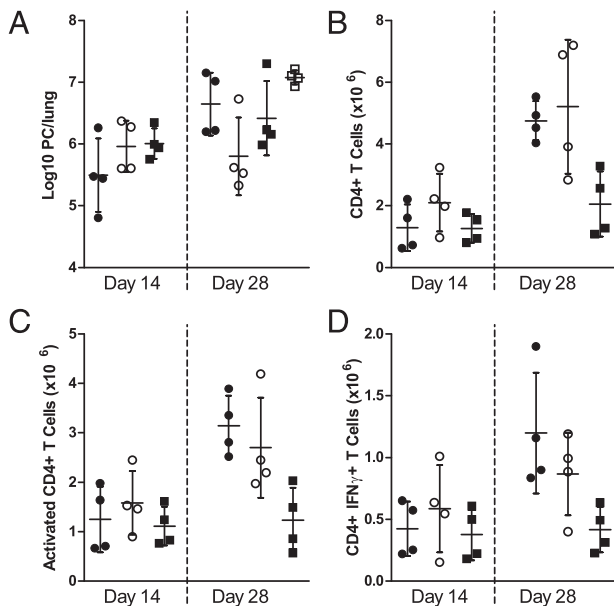 A
Log10 PC/lung
8
7
6
5
4
Day 14 Day 28
B
CD4+ T Cells (x10 6)
8
6
4
2
0
Day 14 Day 28
C
Activated CD4+ T Cells (x10 6)
5
4
3
2
1
0
Day 14 Day 28
D
CD4+ IFNγ+ T Cells (x10 6)
2.0
1.5
1.0
0.5
0.0
Day 14 Day 28